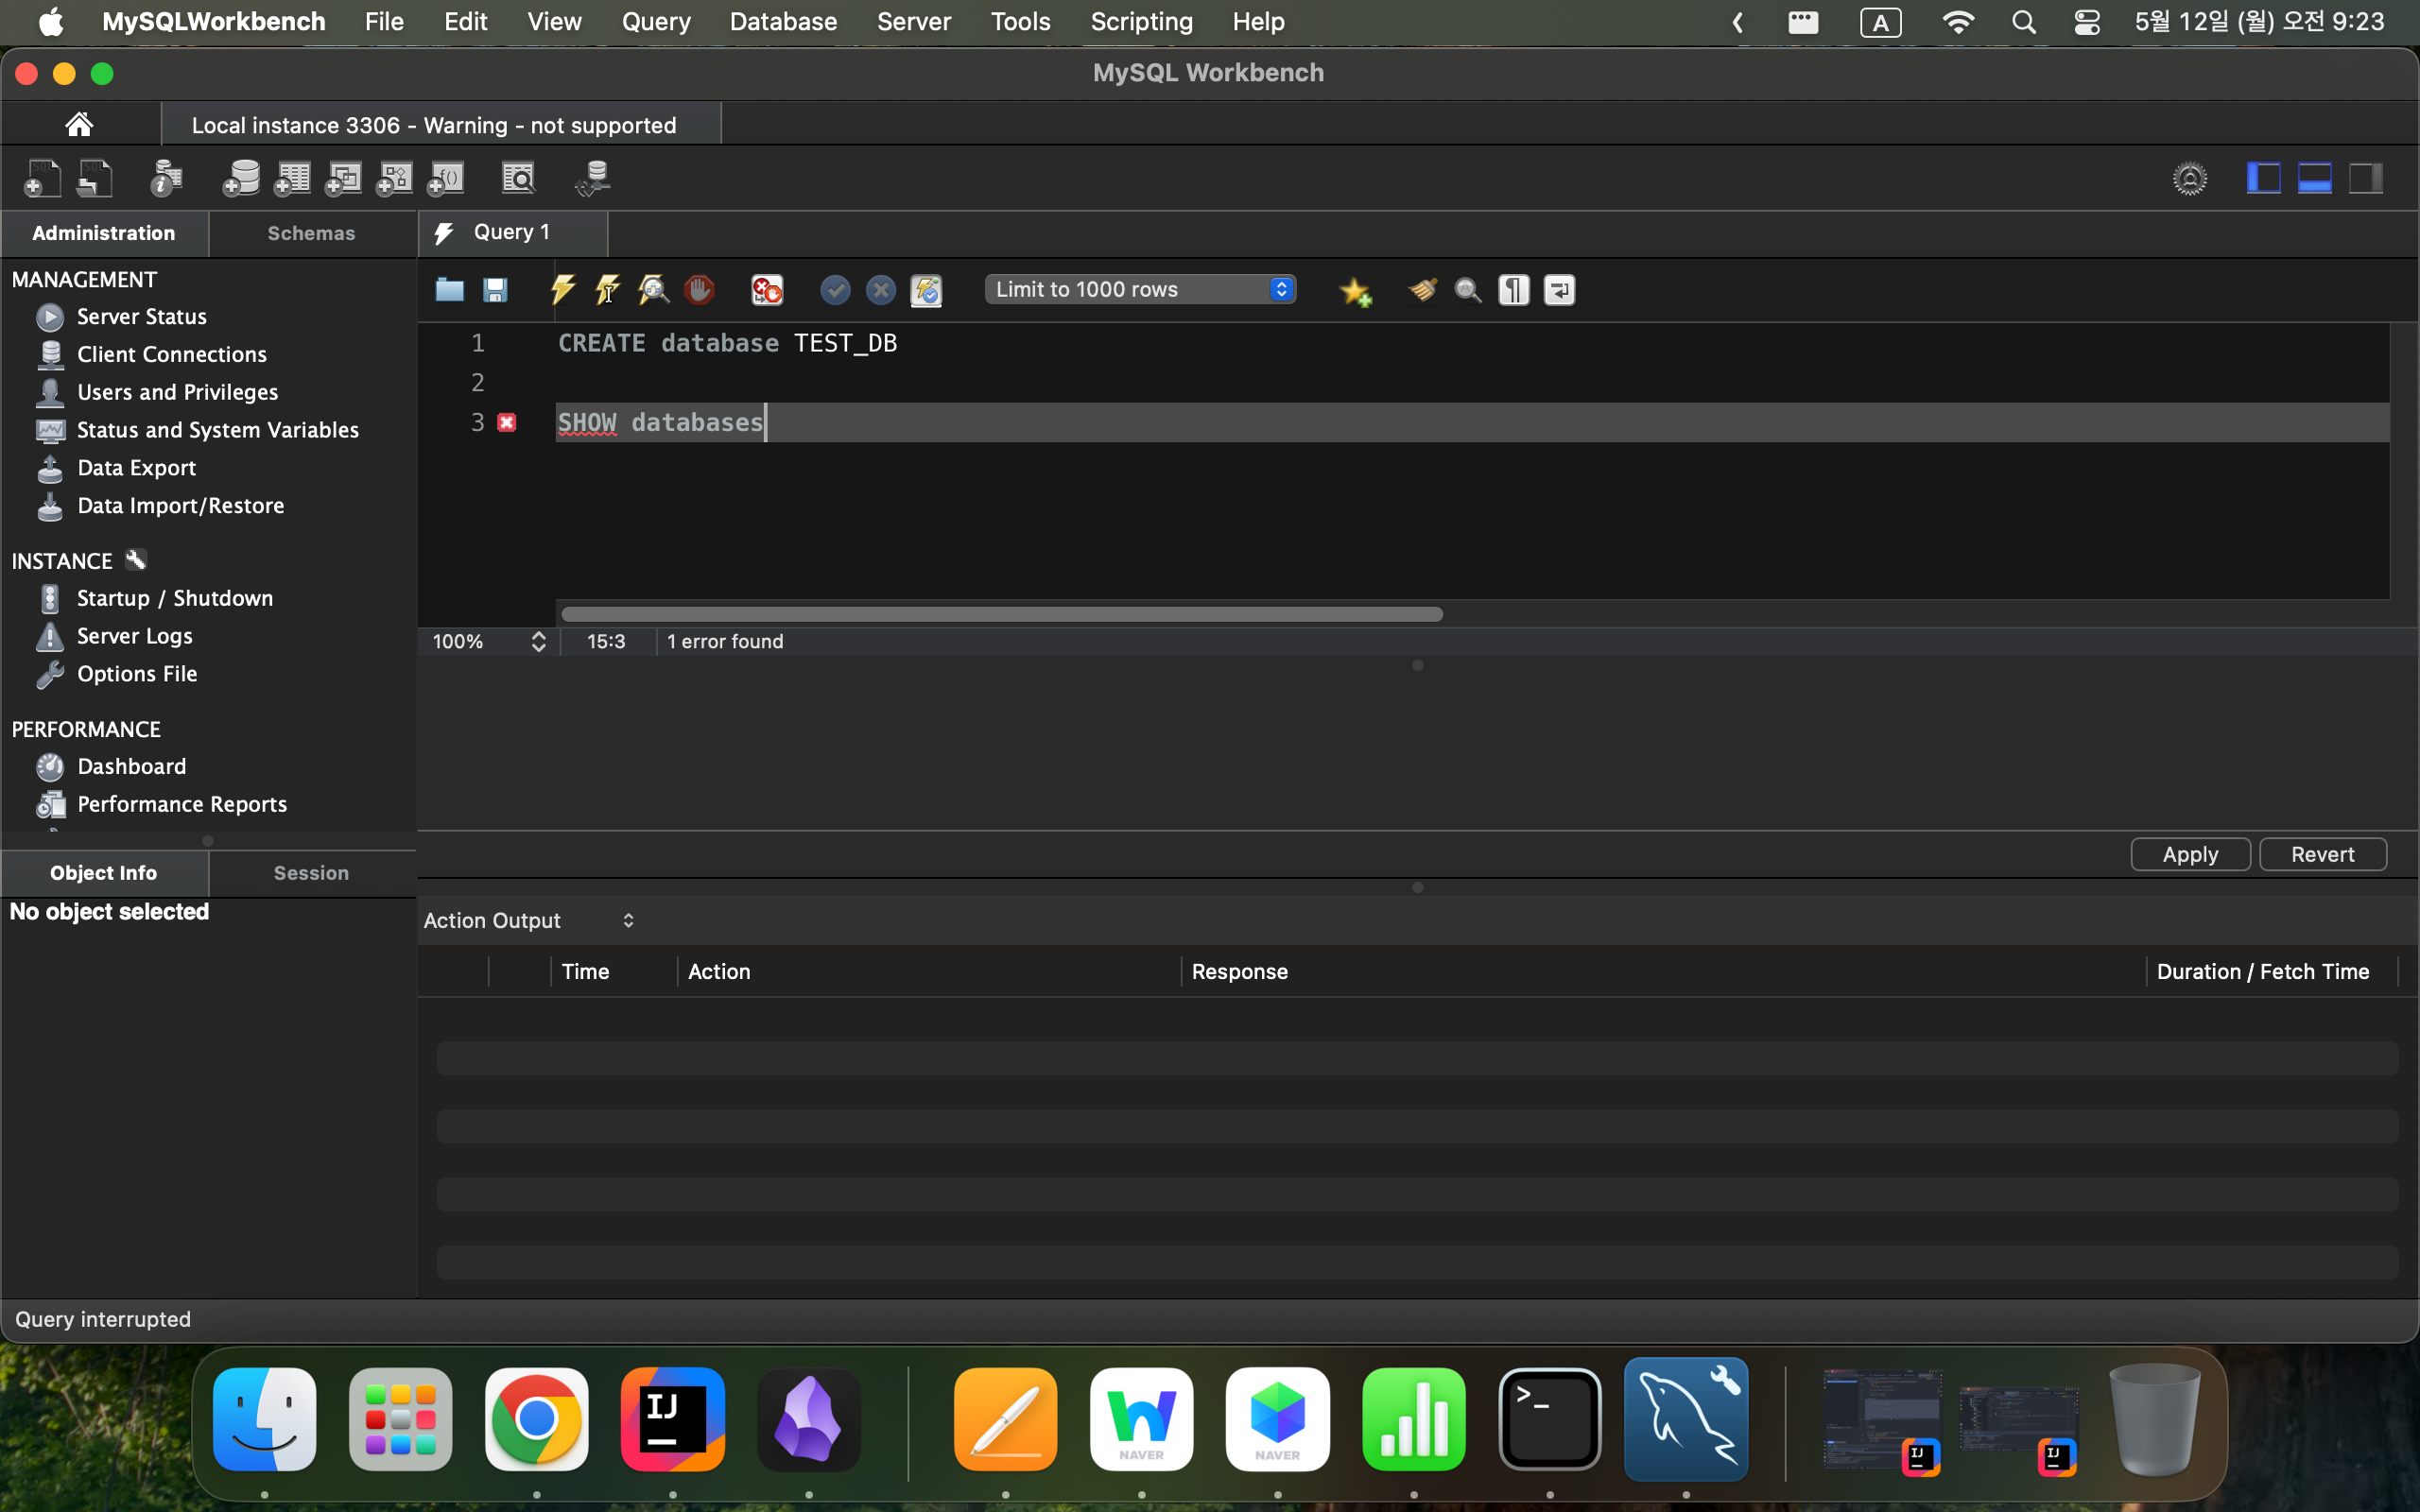 MySQLWorkbench File Edit View Query Database Server Tools Scripting Help A 5월 12일 (월) 오전 9:23
MySQL Workbench
Local instance 3306 - Warning - not supported
Administration Schemas Query 1
MANAGEMENT
Server Status
Client Connections
Users and Privileges
Status and System Variables
Data Export
Data Import/Restore
INSTANCE
Startup / Shutdown
Server Logs
Options File
PERFORMANCE
Dashboard
Performance Reports
Limit to 1000 rows
1 CREATE database TEST_DB
2
3 SHOW databases
100% 15:3 1 error found
Apply Revert
Object Info Session
No object selected
Action Output
Time Action Response Duration / Fetch Time
Query interrupted
IJ
NAVER
NAVER
>_
IJ
IJ